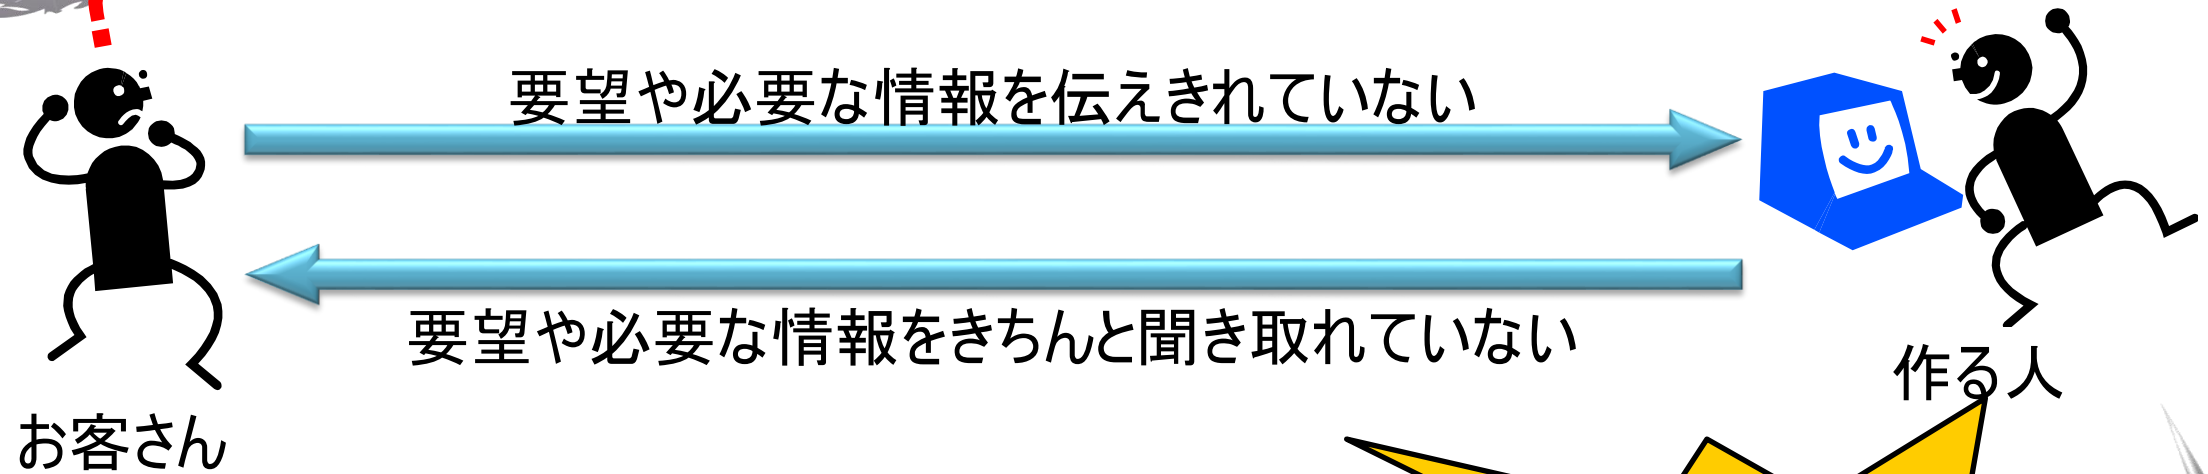 要望や必要な情報を伝えきれていない
要望や必要な情報をきちんと聞き取れていない
作る人
お客さん